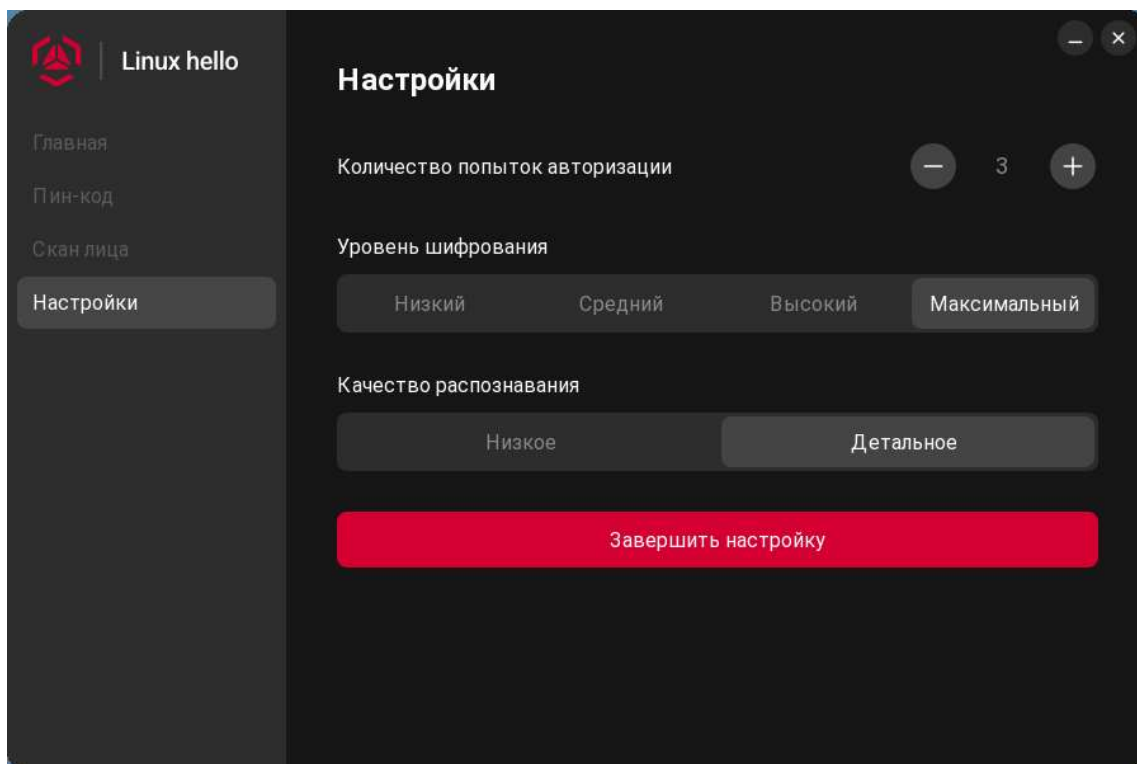 Linux hello
Главная
Пин-код
Скан лица
Настройки
Настройки
Количество попыток авторизации
3
Уровень шифрования
Низкий Средний Высокий Максимальный
Качество распознавания
Низкое Детальное
Завершить настройку